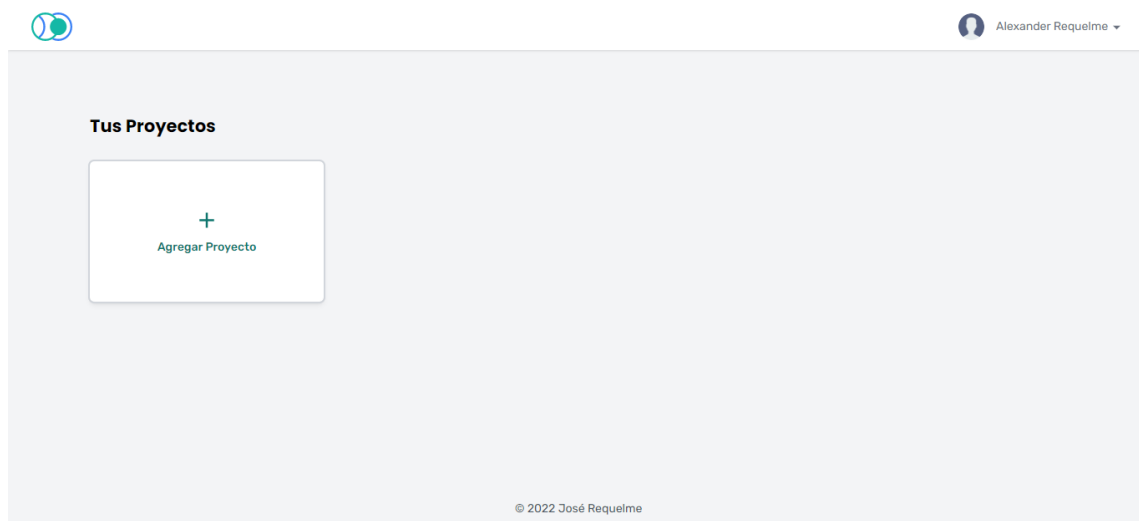 Alexander Requelme
Tus Proyectos
Agregar Proyecto
© 2022 José Requelme